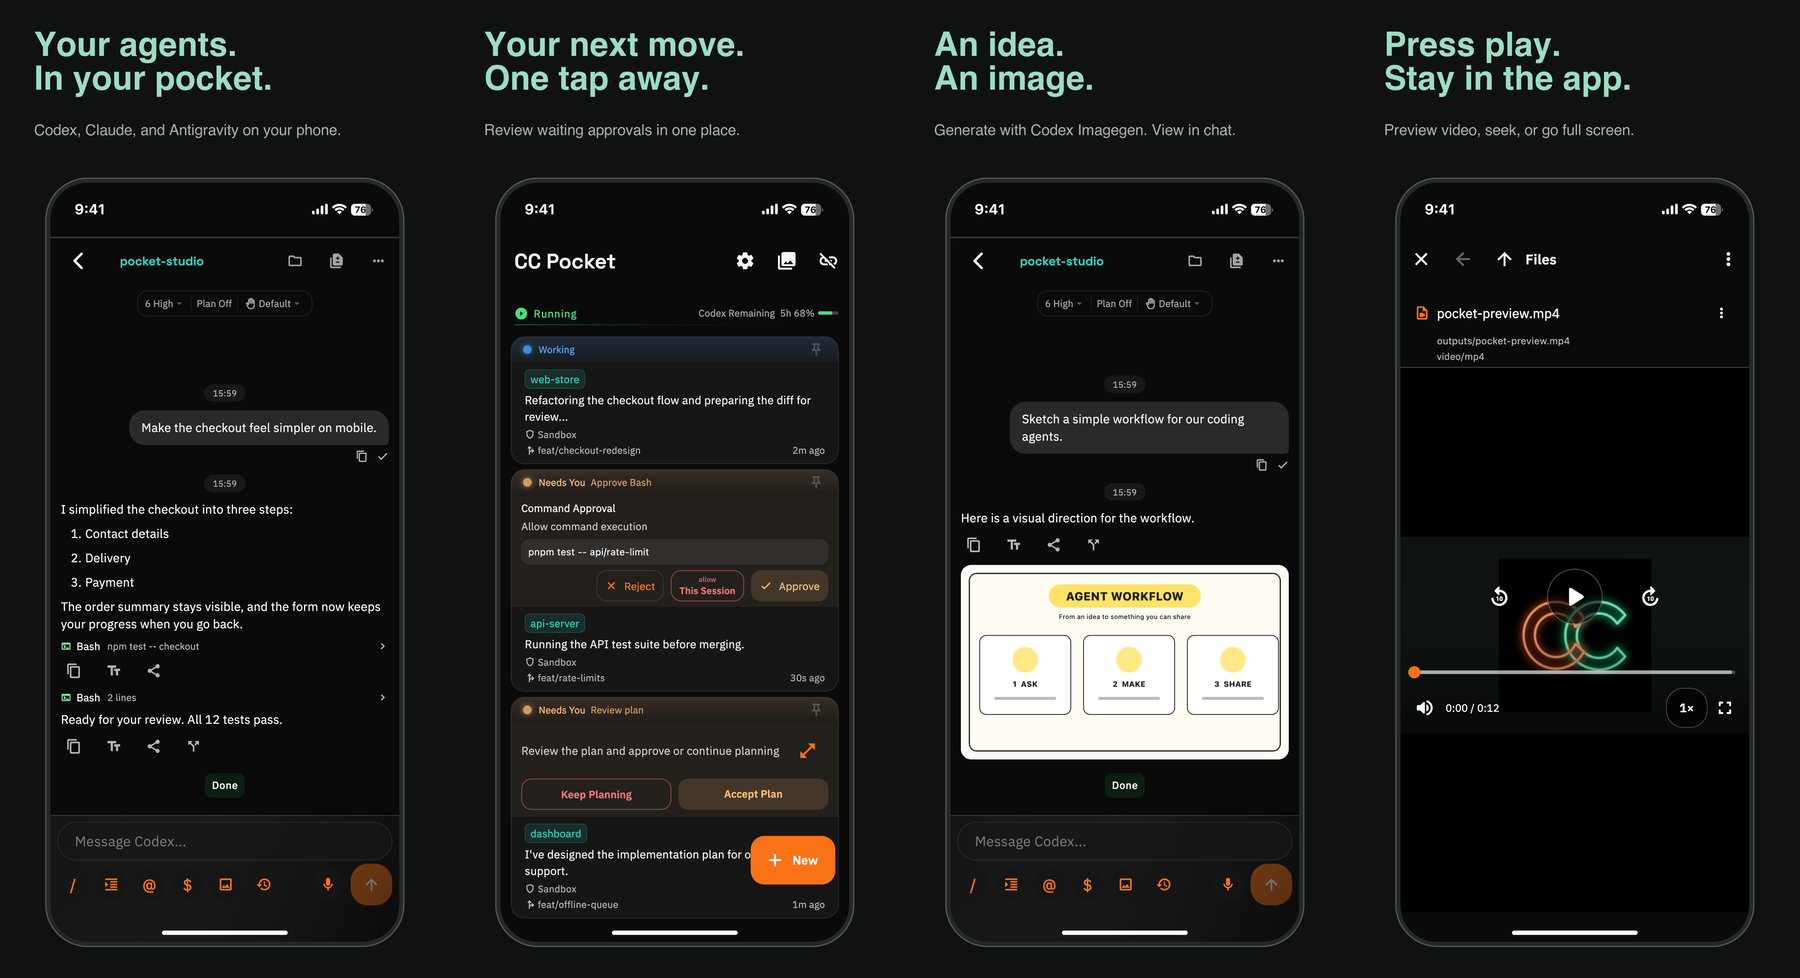 Your agents.
In your pocket.
Codex, Claude, and Antigravity on your phone.
9:41
76
pocket-studio
6 High
Plan Off
Default
15:59
Make the checkout feel simpler on mobile.
15:59
I simplified the checkout into three steps:
1. Contact details
2. Delivery
3. Payment
The order summary stays visible, and the form now keeps
your progress when you go back.
Bash npm test -- checkout
Bash 2 lines
Ready for your review. All 12 tests pass.
Done
Message Codex...
/ @ $
Your next move.
One tap away.
Review waiting approvals in one place.
9:41
76
CC Pocket
Running
Codex Remaining 5h 68%
Working
web-store
Refactoring the checkout flow and preparing the diff for
review...
Sandbox
feat/checkout-redesign
2m ago
Needs You Approve Bash
Command Approval
Allow command execution
pnpm test -- api/rate-limit
Reject
allow
This Session
Approve
api-server
Running the API test suite before merging.
Sandbox
feat/rate-limits
30s ago
Needs You Review plan
Review the plan and approve or continue planning
Keep Planning
Accept Plan
dashboard
I've designed the implementation plan for o
support.
New
Sandbox
feat/offline-queue
1m ago
An idea.
An image.
Generate with Codex Imagegen. View in chat.
9:41
76
pocket-studio
6 High
Plan Off
Default
15:59
Sketch a simple workflow for our coding
agents.
15:59
Here is a visual direction for the workflow.
AGENT WORKFLOW
From an idea to something you can share
1 ASK
2 MAKE
3 SHARE
Done
Message Codex...
/ @ $
Press play.
Stay in the app.
Preview video, seek, or go full screen.
9:41
76
Files
pocket-preview.mp4
outputs/pocket-preview.mp4
video/mp4
10
10
CC
0:00 / 0:12
1×